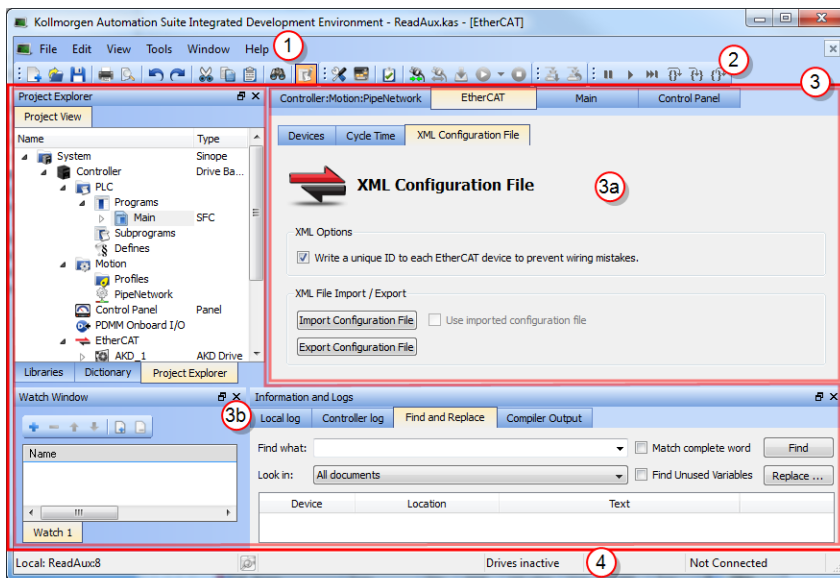 Kollmorgen Automation Suite Integrated Development Environment - ReadAux.kas - [EtherCAT]
File Edit View Tools Window Help
1
2
3
Project Explorer
Project View
Name Type
System Sinope
Controller Drive Ba...
PLC
Programs
Main SFC
Subprograms
Defines
Motion
Profiles
PipeNetwork
Control Panel Panel
PDMM Onboard I/O
EtherCAT
AKD_1 AKD Drive
Libraries Dictionary Project Explorer
Controller:Motion:PipeNetwork EtherCAT Main Control Panel
Devices Cycle Time XML Configuration File
XML Configuration File
3a
XML Options
Write a unique ID to each EtherCAT device to prevent wiring mistakes.
XML File Import / Export
Import Configuration File Use imported configuration file
Export Configuration File
Watch Window
3b
Name
Watch 1
Information and Logs
Local log Controller log Find and Replace Compiler Output
Find what: Match complete word Find
Look in: All documents Find Unused Variables Replace ...
Device Location Text
Local: ReadAux:8 Drives inactive 4 Not Connected